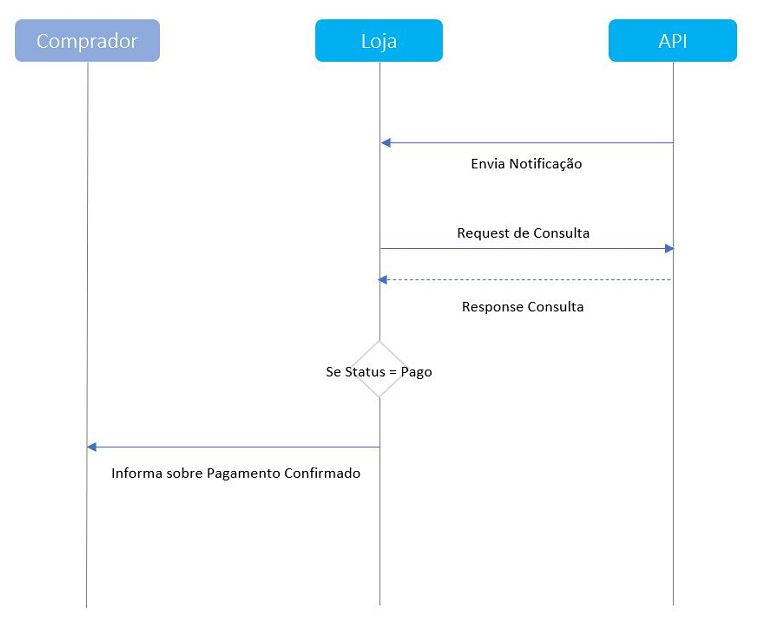 Comprador
Loja
API
Envia Notificação
Request de Consulta
Response Consulta
Se Status = Pago
Informa sobre Pagamento Confirmado